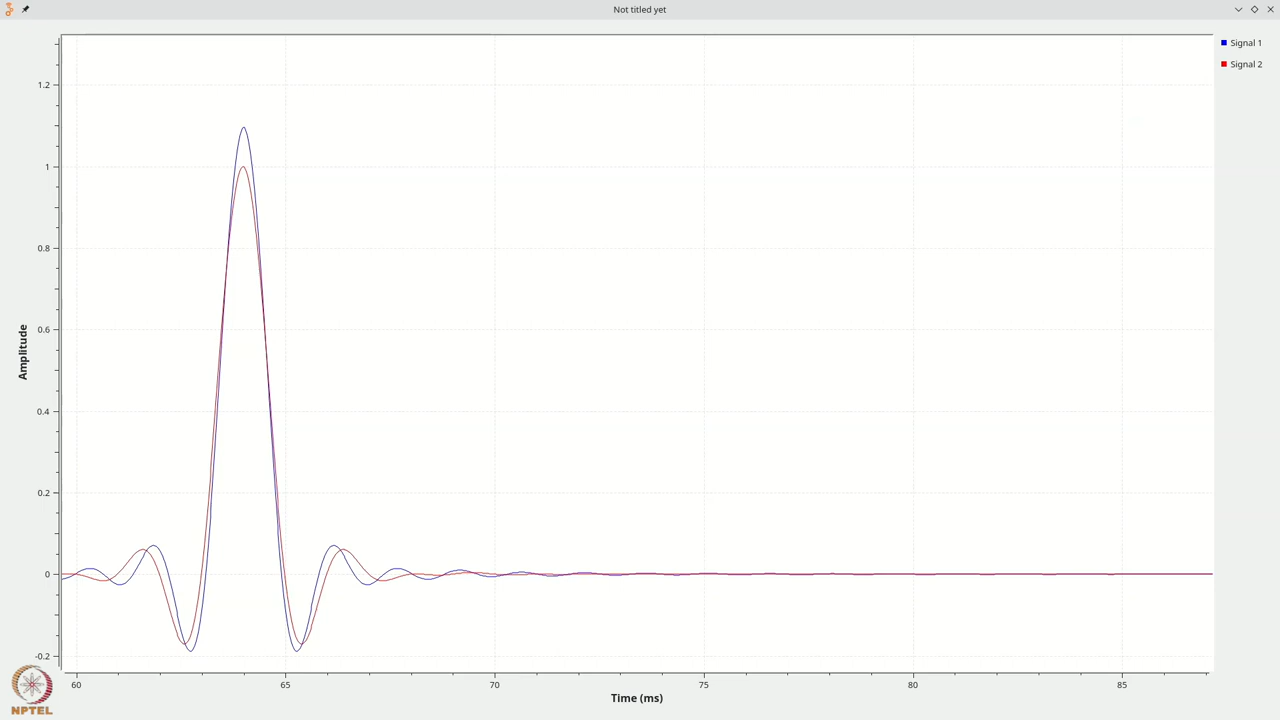 Not titled yet
Signal 1
Signal 2
1.2
1
0.8
0.6
0.4
0.2
0
-0.2
Amplitude
60
65
70
75
80
85
Time (ms)
NPTEL